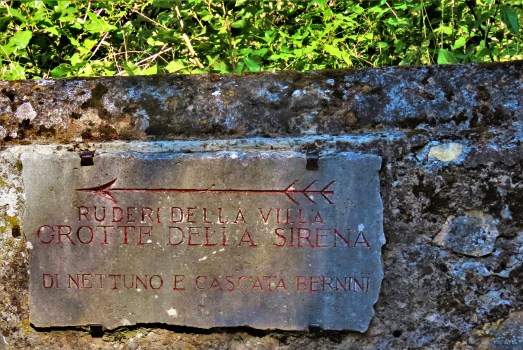 RUDERI DELLA VILLA
GROTTE DELLA SIRENA
DI NETTUNO E CASCATA BERNINI